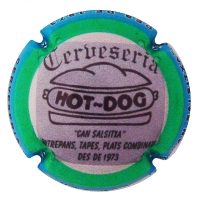 Cerveseria
HOT-DOG
"CAN SALSITXA"
ENTREPANS, TAPES, PLATS COMBINATS
DES DE 1973